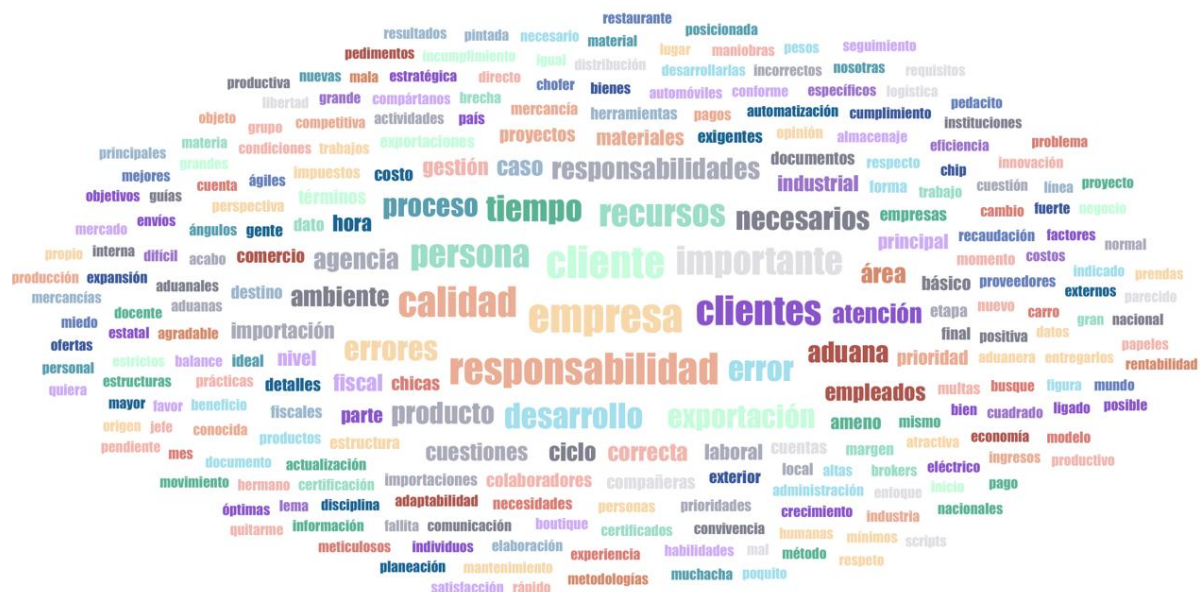 restaurante
resultados pintada necesario material posicionada
pedimentos incumplimiento igual distribución lugar maniobras pesos seguimiento
productiva nuevas mala estratégica directo chofer bienes desarrollarlas incorrectos nosotras requisitos
libertad grande compártanos brecha mercancía herramientas automóviles conforme específicos logística
objeto grupo competitiva actividades país proyectos materiales pagos automatización cumplimiento pedacito
materia condiciones trabajos exportaciones exigentes opinión almacenaje instituciones
principales grandes impuestos costo gestión caso responsabilidades documentos respecto eficiencia chip innovación problema
mejores cuenta ágiles términos industrial forma trabajo cuestión línea proyecto
objetivos guías perspectiva proceso tiempo recursos necesarios empresas cambio fuerte negocio
mercado envíos ángulos gente dato hora principal recaudación factores
propio interna difícil acabo comercio agencia persona cliente importante área momento costos normal
producción expansión aduanales básico proveedores indicado prendas
mercancías aduanas destino ambiente calidad empresa clientes atención etapa nuevo externos parecido
miedo docente estatal agradable importación final positiva carro gran nacional
ofertas errores aduana prioridad datos papeles
personal estrictos balance ideal nivel responsabilidad error aduanera entregarlos rentabilidad
quiera estructuras prácticas detalles fiscal chicas empleados multas busque figura mundo
mayor favor beneficio fiscales parte producto desarrollo exportación ameno mismo bien cuadrado ligado posible
origen jefe conocida productos estructura margen atractiva economía modelo
pendiente mes documento actualización cuestiones ciclo correcta laboral cuentas ingresos productivo
movimiento hermano certificación importaciones colaboradores compañeras exterior local altas brokers eléctrico pago
óptimas lema disciplina adaptabilidad necesidades personas prioridades administración enfoque inicio
quitarme información fallita comunicación boutique certificados convivencia crecimiento industria nacionales
meticulosos individuos elaboración experiencia habilidades mal método humanas mínimos scripts
planeación mantenimiento metodologías muchacha poquito respeto
satisfacción rápido